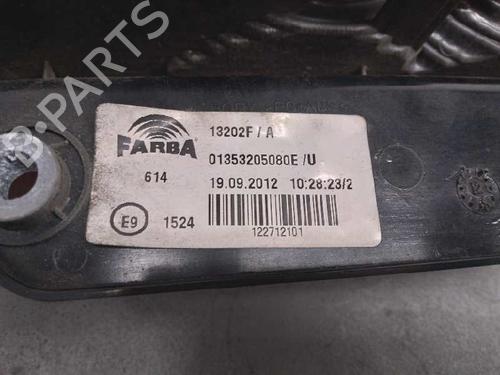 FARBA
13202F / A
01353205080E /U
614
19.09.2012 10:28:23/2
E9
1524
122712101
B-Parts